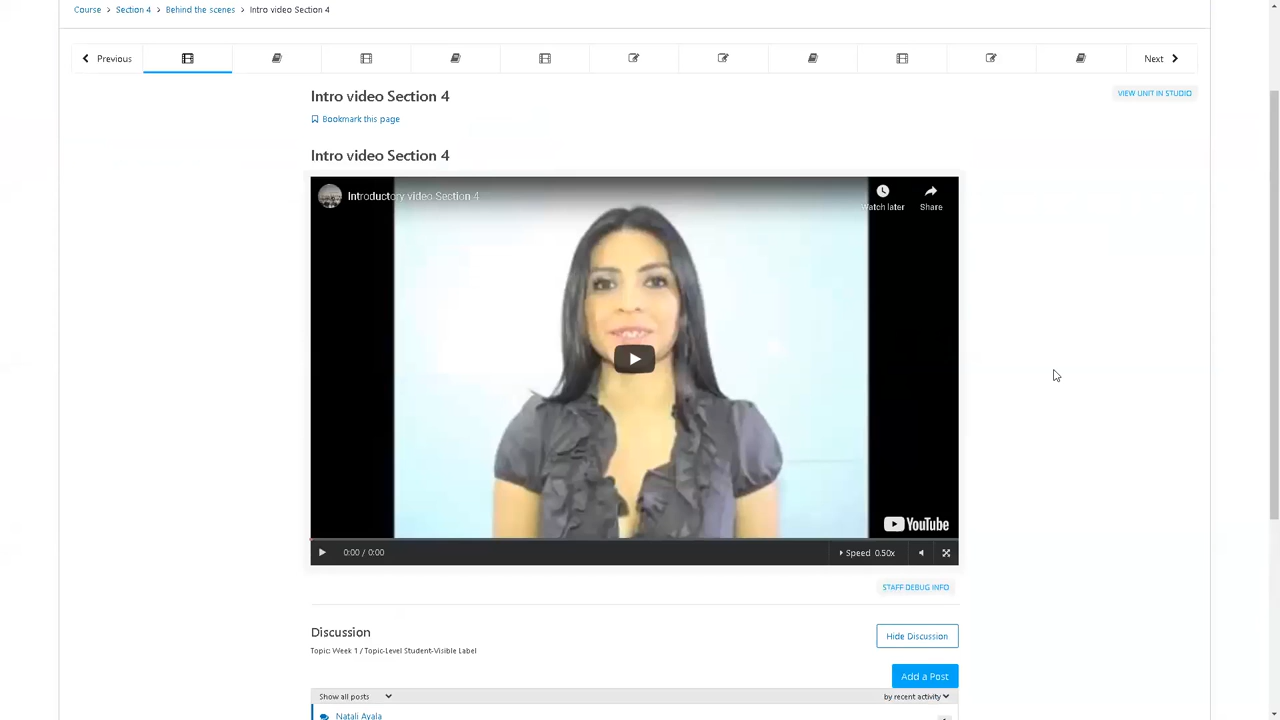 Course > Section 4 > Behind the scenes > Intro video Section 4
Previous
Next
Intro video Section 4
VIEW UNIT IN STUDIO
Bookmark this page
Intro video Section 4
Introductory video Section 4
Watch later
Share
YouTube
0:00 / 0:00
Speed 0.50x
STAFF DEBUG INFO
Discussion
Hide Discussion
Topic: Week 1 / Topic-Level Student-Visible Label
Add a Post
Show all posts
by recent activity
Natali Ayala